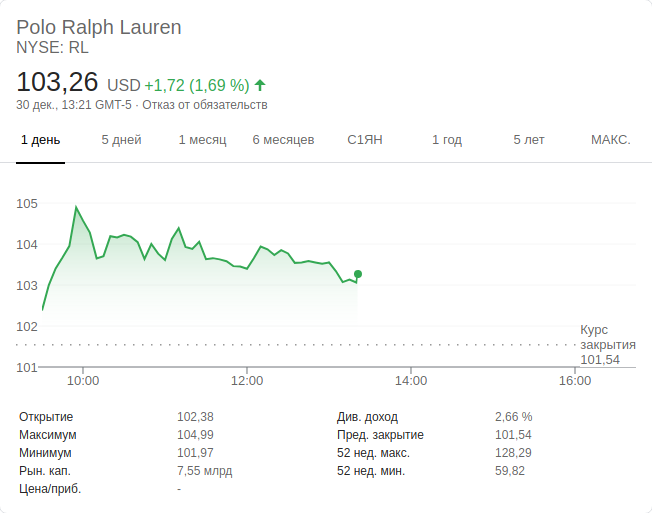 Polo Ralph Lauren
NYSE: RL
103,26 USD +1,72 (1,69 %)
30 дек., 13:21 GMT-5 · Отказ от обязательств
1 день 5 дней 1 месяц 6 месяцев С1ЯН 1 год 5 лет МАКС.
105
104
103
102
Курс
закрытия
101,54
101
10:00 12:00 14:00 16:00
Открытие 102,38 Див. доход 2,66 %
Максимум 104,99 Пред. закрытие 101,54
Минимум 101,97 52 нед. макс. 128,29
Рын. кап. 7,55 млрд 52 нед. мин. 59,82
Цена/приб. -